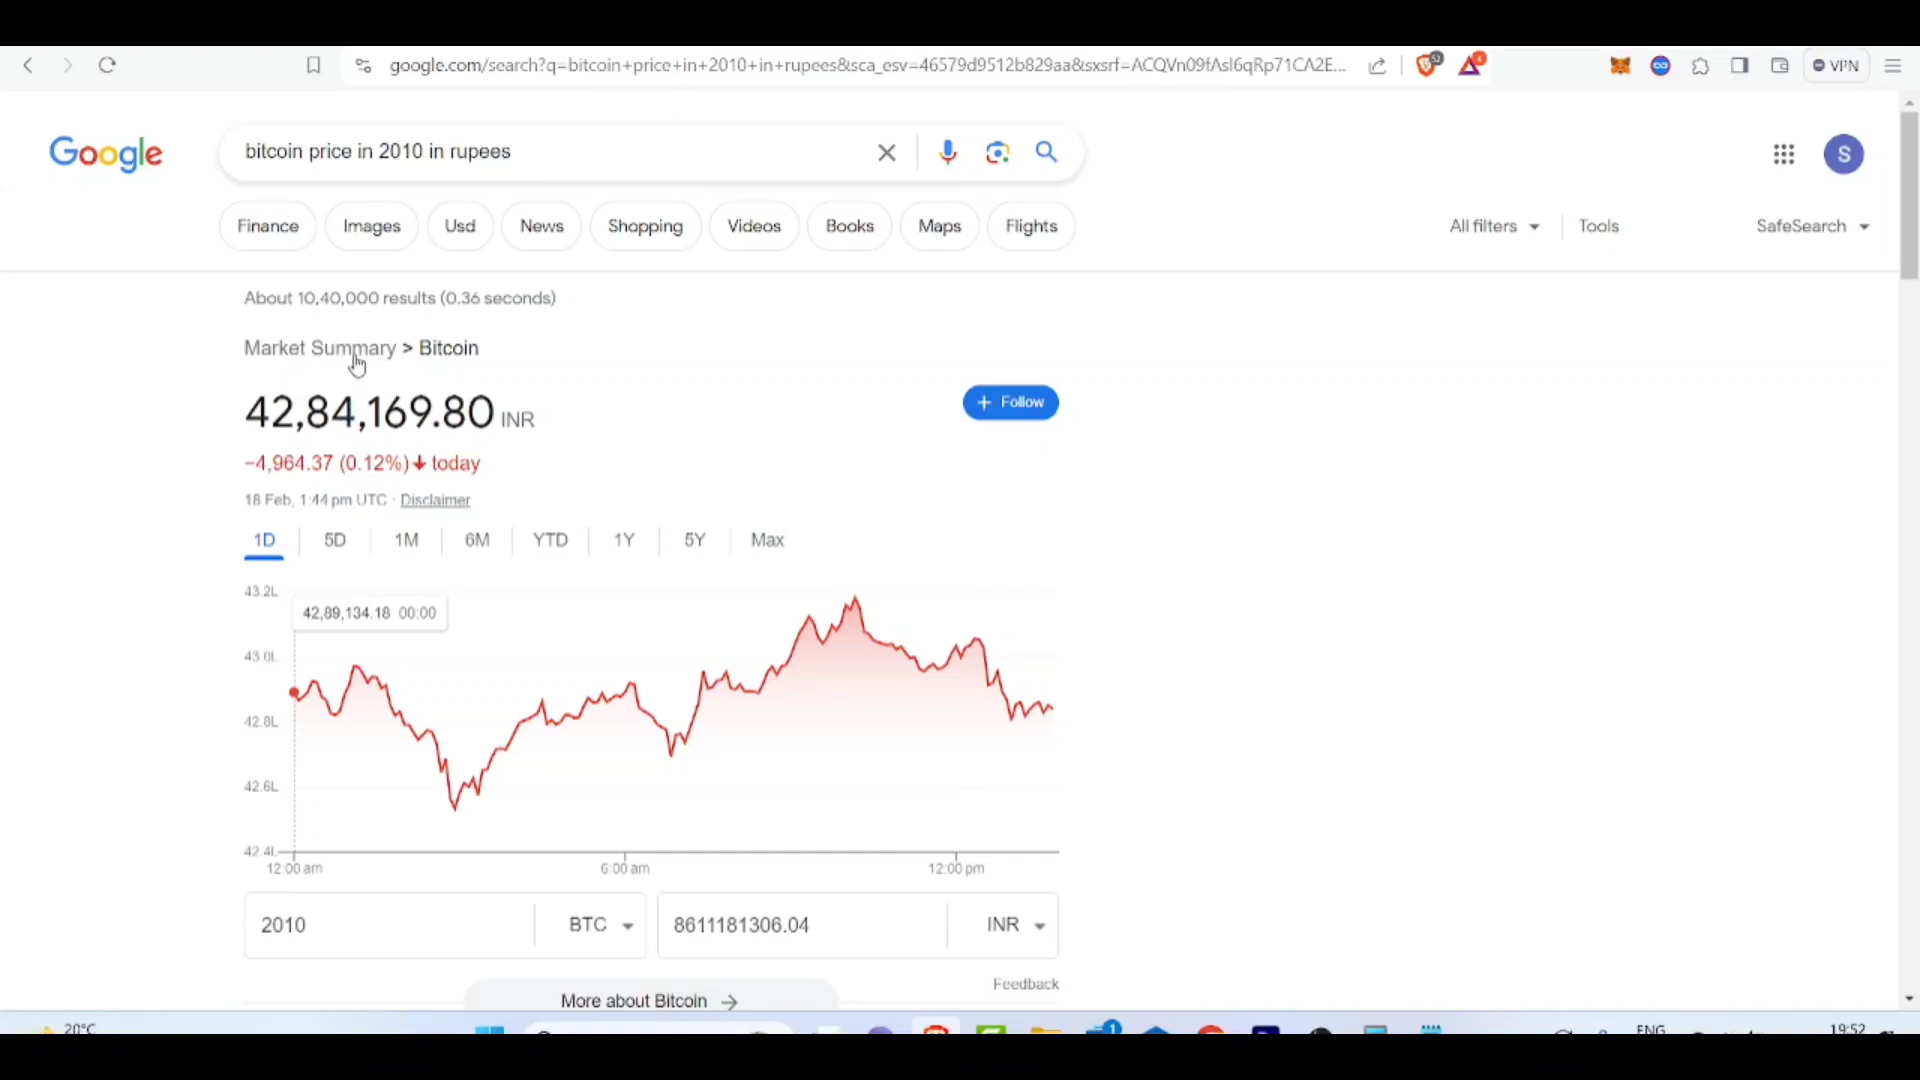 google.com/search?q=bitcoin+price+in+2010+in+rupees&sca_esv=46579d9512b829aa&sxsrf=ACQVn09fAsl6qRp71CA2E...
52
4
VPN
Google
bitcoin price in 2010 in rupees
S
Finance
Images
Usd
News
Shopping
Videos
Books
Maps
Flights
All filters
Tools
SafeSearch
About 10,40,000 results (0.36 seconds)
Market Summary > Bitcoin
42,84,169.80 INR
+ Follow
−4,964.37 (0.12%) today
18 Feb, 1:44 pm UTC · Disclaimer
1D
5D
1M
6M
YTD
1Y
5Y
Max
43.2L
42,89,134.18 00:00
43.0L
42.8L
42.6L
42.4L
12:00 am
6:00 am
12:00 pm
2010
BTC
8611181306.04
INR
Feedback
More about Bitcoin
20°C
1
ENG
19:52